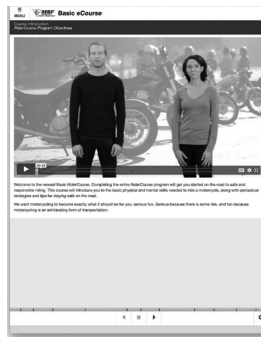 MENU
MSF Basic eCourse
Course Introduction
RiderCourse Program Objectives
Welcome to the newest Basic RiderCourse. Completing the entire RiderCourse program will get you started on the road to safe and
responsible riding. This course will introduce you to the basic physical and mental skills needed to ride a motorcycle, along with perceptual
strategies and tips for staying safe on the road.
We want motorcycling to become exactly what it should be for you: serious fun. Serious because there is some risk, and fun because
motorcycling is an exhilarating form of transportation.